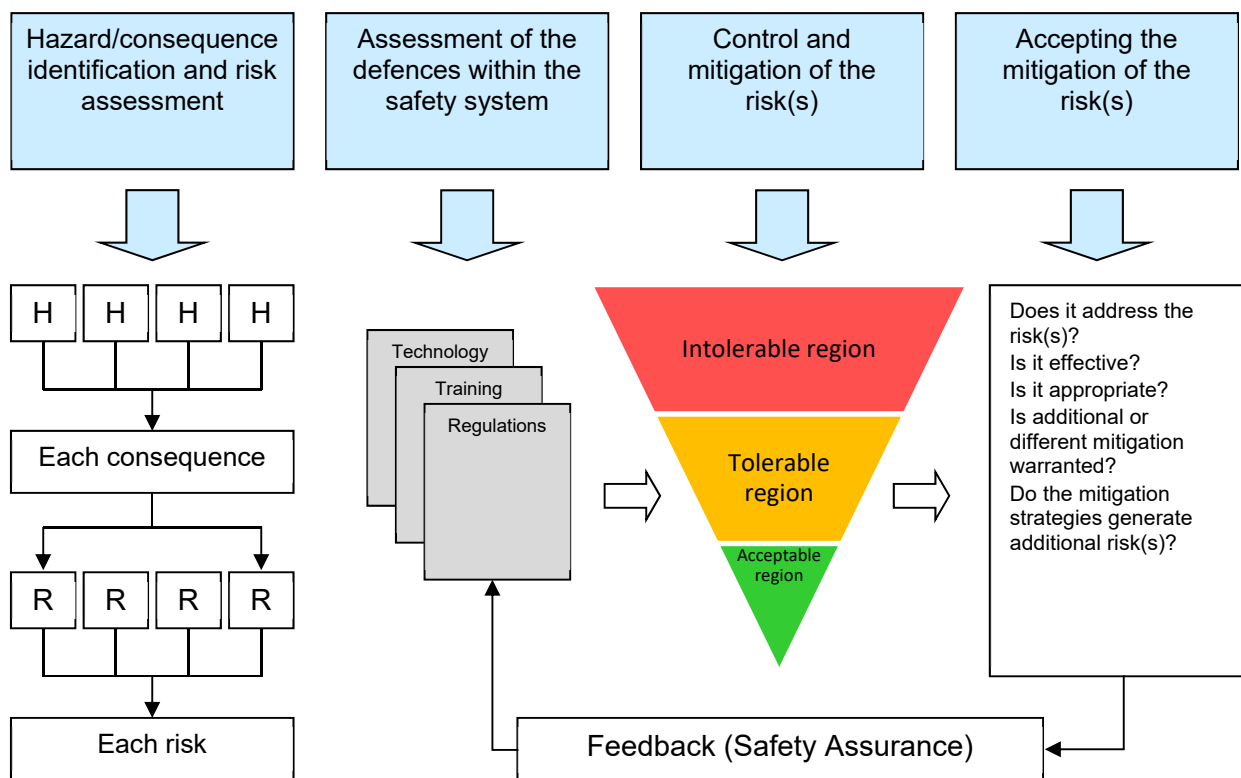 Hazard/consequence
identification and risk
assessment
Assessment of the
defences within the
safety system
Control and
mitigation of the
risk(s)
Accepting the
mitigation of the
risk(s)
H H H H
Each consequence
R R R R
Each risk
Technology
Training
Regulations
Intolerable region
Tolerable
region
Acceptable
region
Does it address the
risk(s)?
Is it effective?
Is it appropriate?
Is additional or
different mitigation
warranted?
Do the mitigation
strategies generate
additional risk(s)?
Feedback (Safety Assurance)